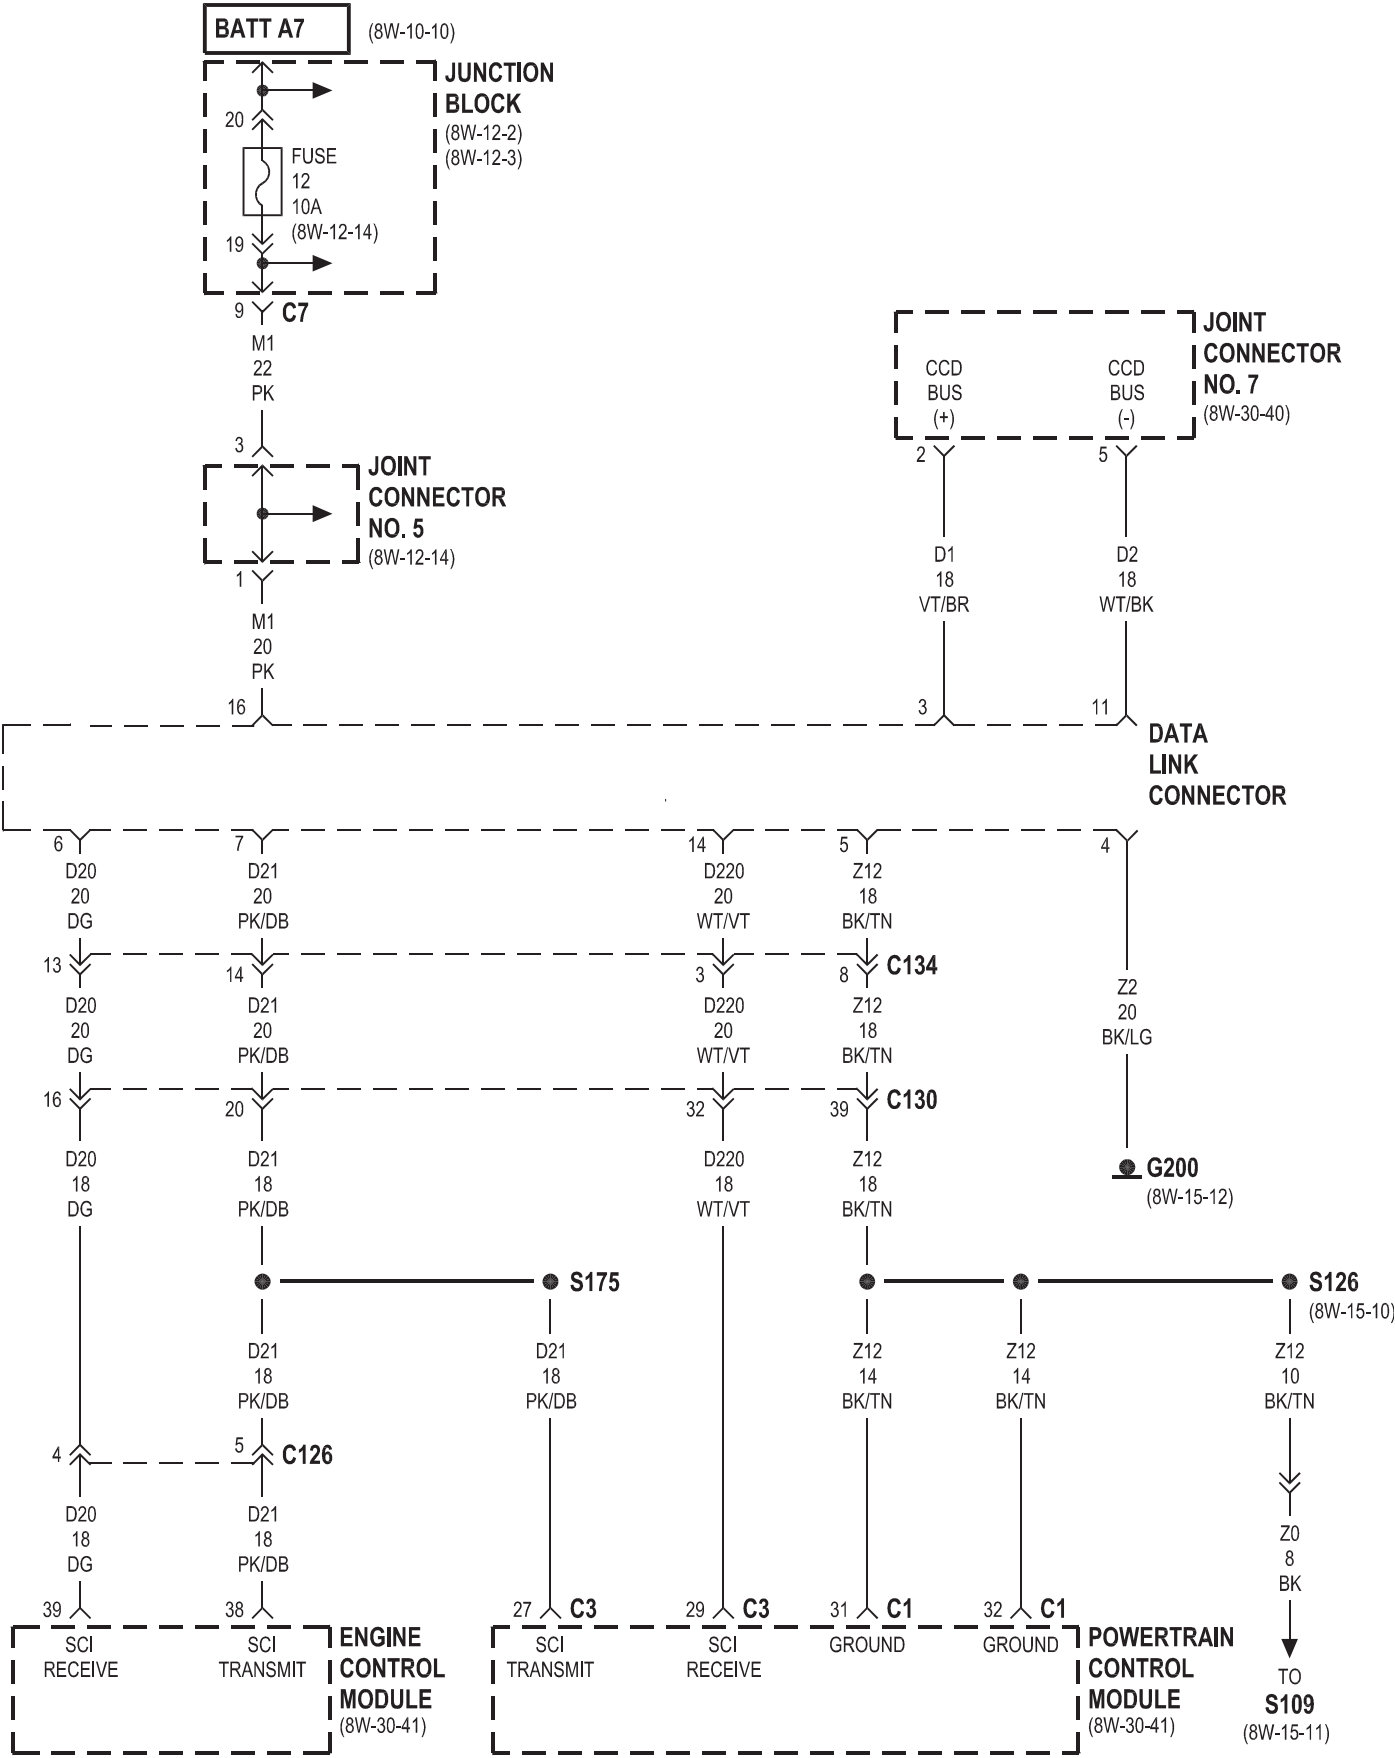 BATT A7
(8W-10-10)
JUNCTION
BLOCK
(8W-12-2)
(8W-12-3)
20
FUSE
12
10A
(8W-12-14)
19
9
C7
M1
22
PK
3
JOINT
CONNECTOR
NO. 5
(8W-12-14)
1
M1
20
PK
16
JOINT
CONNECTOR
NO. 7
(8W-30-40)
CCD
BUS
(+)
CCD
BUS
(-)
2
5
D1
18
VT/BR
D2
18
WT/BK
3
11
DATA
LINK
CONNECTOR
6
7
14
5
4
D20
20
DG
D21
20
PK/DB
D220
20
WT/VT
Z12
18
BK/TN
13
14
3
8
C134
D20
20
DG
D21
20
PK/DB
D220
20
WT/VT
Z12
18
BK/TN
Z2
20
BK/LG
16
20
32
39
C130
D20
18
DG
D21
18
PK/DB
D220
18
WT/VT
Z12
18
BK/TN
G200
(8W-15-12)
S175
S126
(8W-15-10)
D21
18
PK/DB
D21
18
PK/DB
Z12
14
BK/TN
Z12
14
BK/TN
Z12
10
BK/TN
4
5
C126
D20
18
DG
D21
18
PK/DB
Z0
8
BK
39
38
27
C3
29
C3
31
C1
32
C1
SCI
RECEIVE
SCI
TRANSMIT
ENGINE
CONTROL
MODULE
(8W-30-41)
SCI
TRANSMIT
SCI
RECEIVE
GROUND
GROUND
POWERTRAIN
CONTROL
MODULE
(8W-30-41)
TO
S109
(8W-15-11)